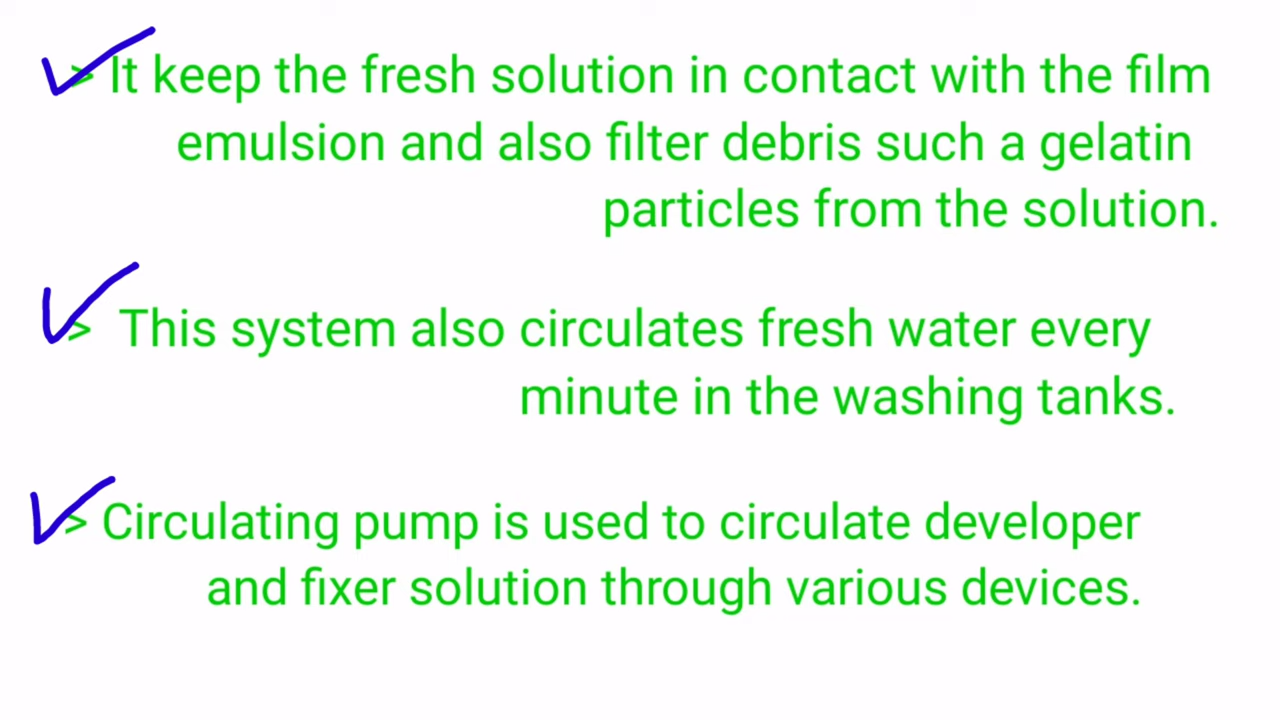 > It keep the fresh solution in contact with the film
emulsion and also filter debris such a gelatin
particles from the solution.
> This system also circulates fresh water every
minute in the washing tanks.
> Circulating pump is used to circulate developer
and fixer solution through various devices.